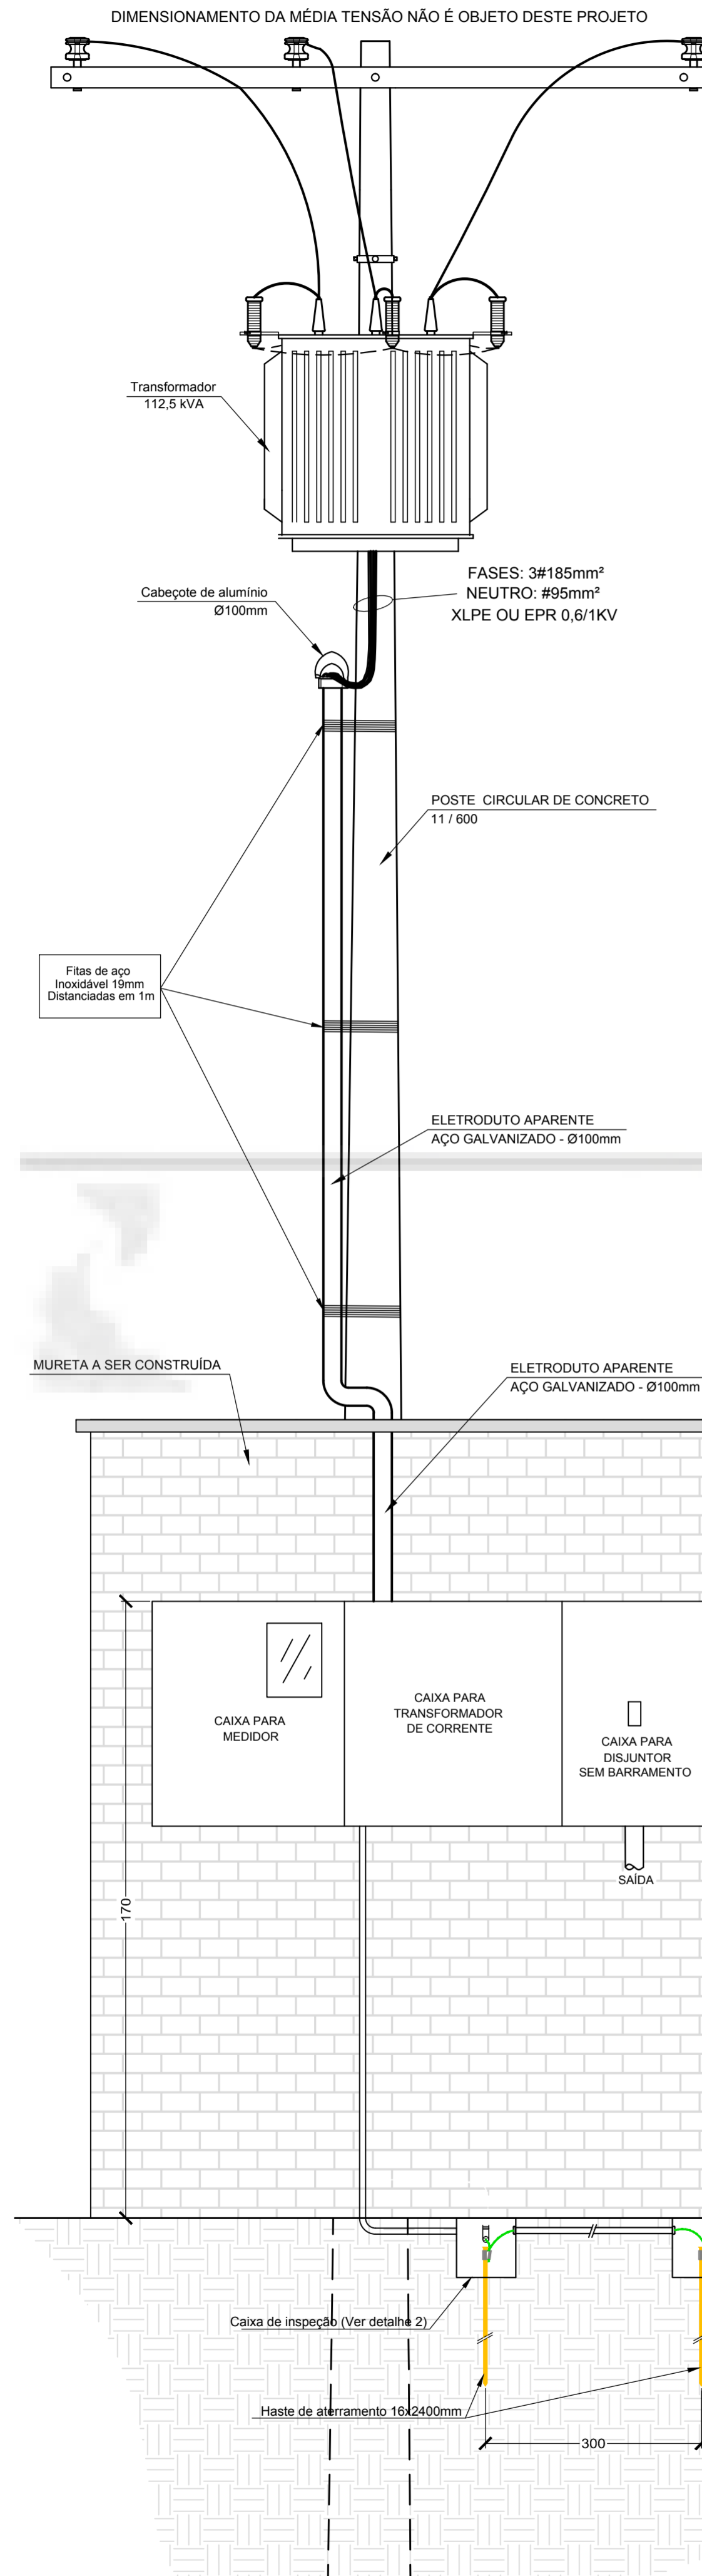 DIMENSIONAMENTO DA MÉDIA TENSÃO NÃO É OBJETO DESTE PROJETO
Transformador
112,5 kVA
FASES: 3#185mm²
NEUTRO: #95mm²
XLPE OU EPR 0,6/1KV
Cabeçote de alumínio
Ø100mm
POSTE CIRCULAR DE CONCRETO
11 / 600
Fitas de aço
Inoxidável 19mm
Distanciadas em 1m
ELETRODUTO APARENTE
AÇO GALVANIZADO - Ø100mm
MURETA A SER CONSTRUÍDA
ELETRODUTO APARENTE
AÇO GALVANIZADO - Ø100mm
CAIXA PARA
MEDIDOR
CAIXA PARA
TRANSFORMADOR
DE CORRENTE
CAIXA PARA
DISJUNTOR
SEM BARRAMENTO
SAÍDA
170
Caixa de inspeção (Ver detalhe 2)
Haste de aterramento 16x2400mm
300